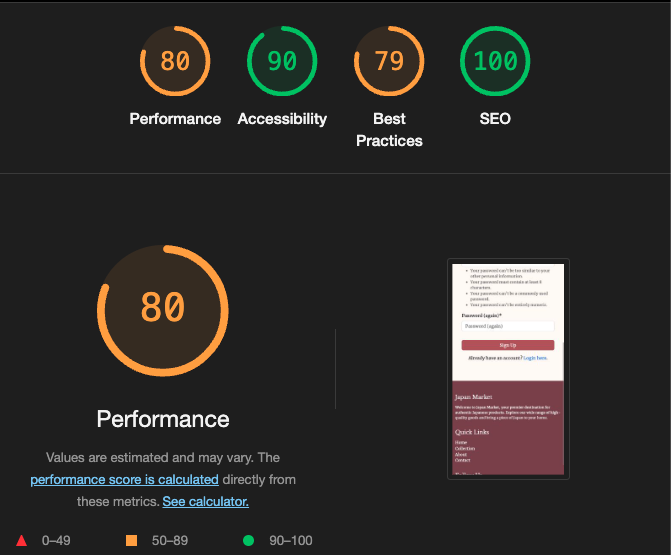 80
90
79
100
Performance
Accessibility
Best
Practices
SEO
80
Performance
Values are estimated and may vary. The
performance score is calculated directly from
these metrics. See calculator.
0–49
50–89
90–100
Your password can't be too similar to your
other personal information.
Your password must contain at least 8
characters.
Your password can't be a commonly used
password.
Your password can't be entirely numeric.
Password (again)*
Password (again)
Sign Up
Already have an account? Login here.
Japan Market
Welcome to Japan Market, your premier destination for
authentic Japanese products. Explore our wide range of high-
quality goods and bring a piece of Japan to your home.
Quick Links
Home
Collection
About
Contact